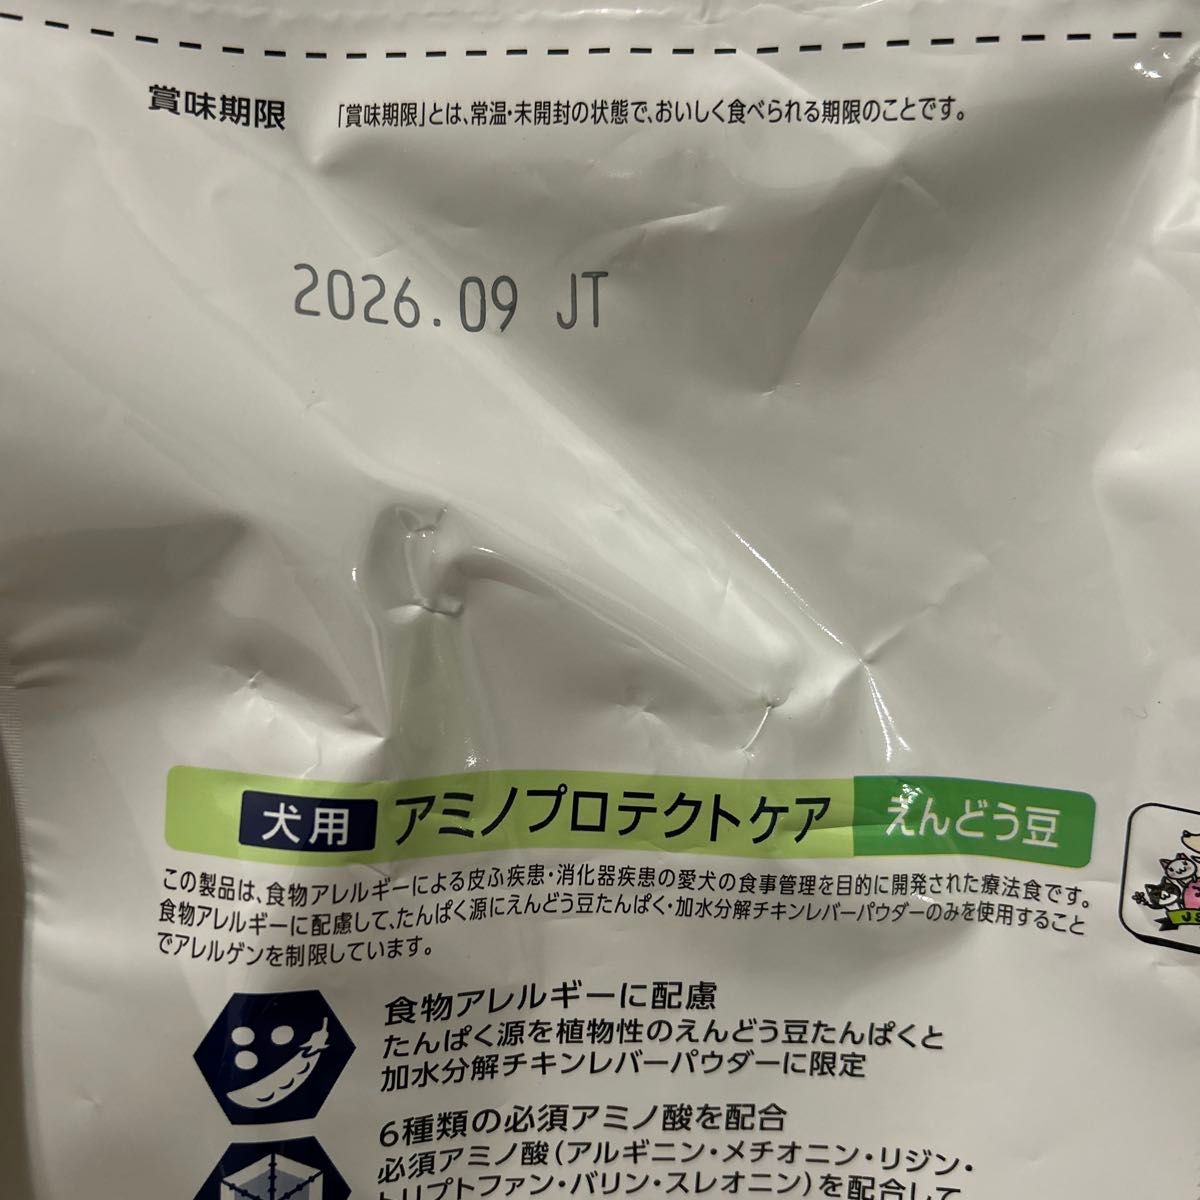 賞味期限 「賞味期限」とは、常温・未開封の状態で、おいしく食べられる期限のことです。
2026.09 JT
犬用 アミノプロテクトケア えんどう豆
この製品は、食物アレルギーによる皮ふ疾患・消化器疾患の愛犬の食事管理を目的に開発された療法食です。
食物アレルギーに配慮して、たんぱく源にえんどう豆たんぱく・加水分解チキンレバーパウダーのみを使用すること
でアレルゲンを制限しています。
食物アレルギーに配慮
たんぱく源を植物性のえんどう豆たんぱくと
加水分解チキンレバーパウダーに限定
6種類の必須アミノ酸を配合
必須アミノ酸(アルギニン・メチオニン・リジン・
トリプトファン・バリン・スレオニン)を配合して